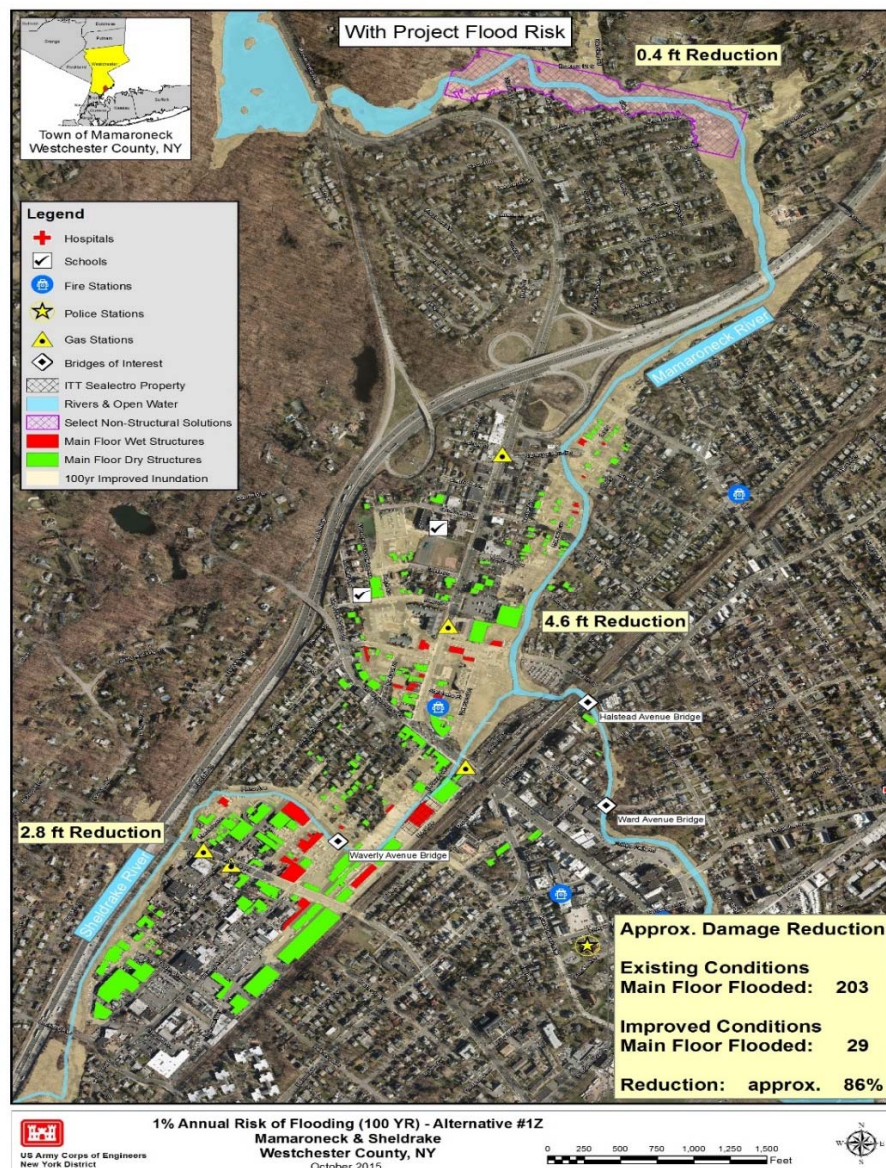 With Project Flood Risk
0.4 ft Reduction
Orange
Putnam
Rockland
Westchester
Nassau
Suffolk
Town of Mamaroneck
Westchester County, NY
Legend
Hospitals
Schools
Fire Stations
Police Stations
Gas Stations
Bridges of Interest
ITT Sealectro Property
Rivers & Open Water
Select Non-Structural Solutions
Main Floor Wet Structures
Main Floor Dry Structures
100yr Improved Inundation
Mamaroneck River
4.6 ft Reduction
Halstead Avenue Bridge
Ward Avenue Bridge
2.8 ft Reduction
Waverly Avenue Bridge
Sheldrake River
Approx. Damage Reduction
Existing Conditions
Main Floor Flooded: 203
Improved Conditions
Main Floor Flooded: 29
Reduction: approx. 86%
US Army Corps of Engineers
New York District
1% Annual Risk of Flooding (100 YR) - Alternative #1Z
Mamaroneck & Sheldrake
Westchester County, NY
October 2015
0 250 500 750 1,000 1,250 1,500
Feet
N
W E
S